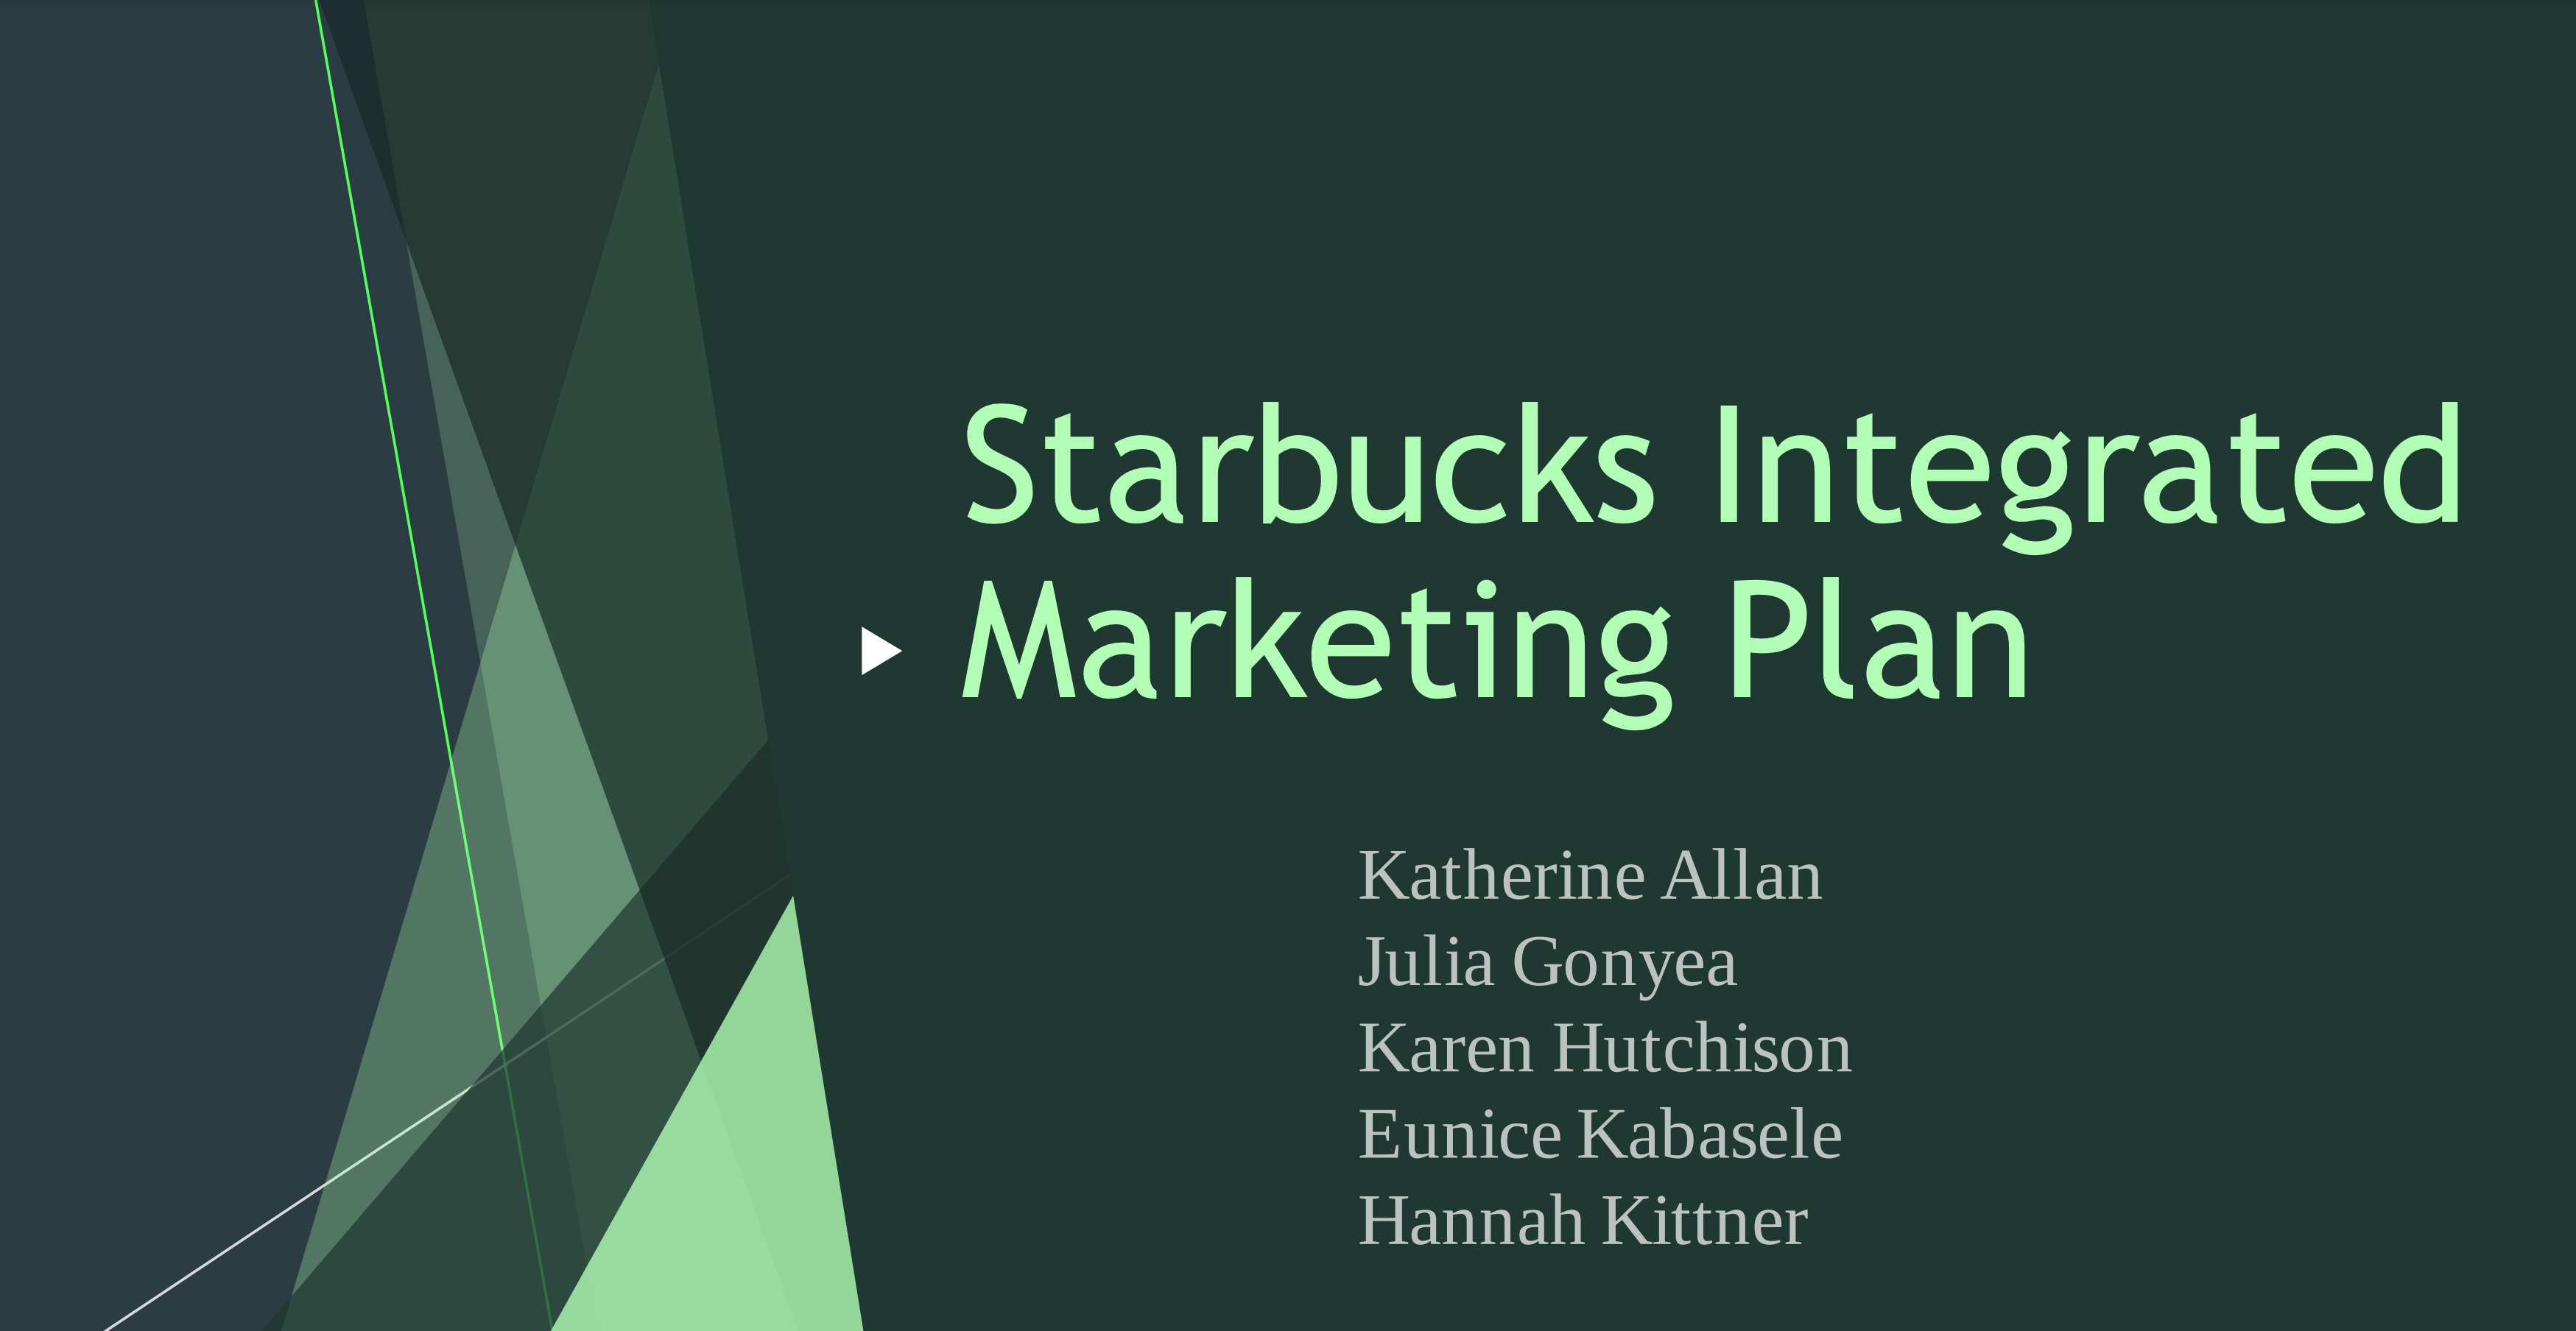 Starbucks Integrated
Marketing Plan
Katherine Allan
Julia Gonyea
Karen Hutchison
Eunice Kabasele
Hannah Kittner